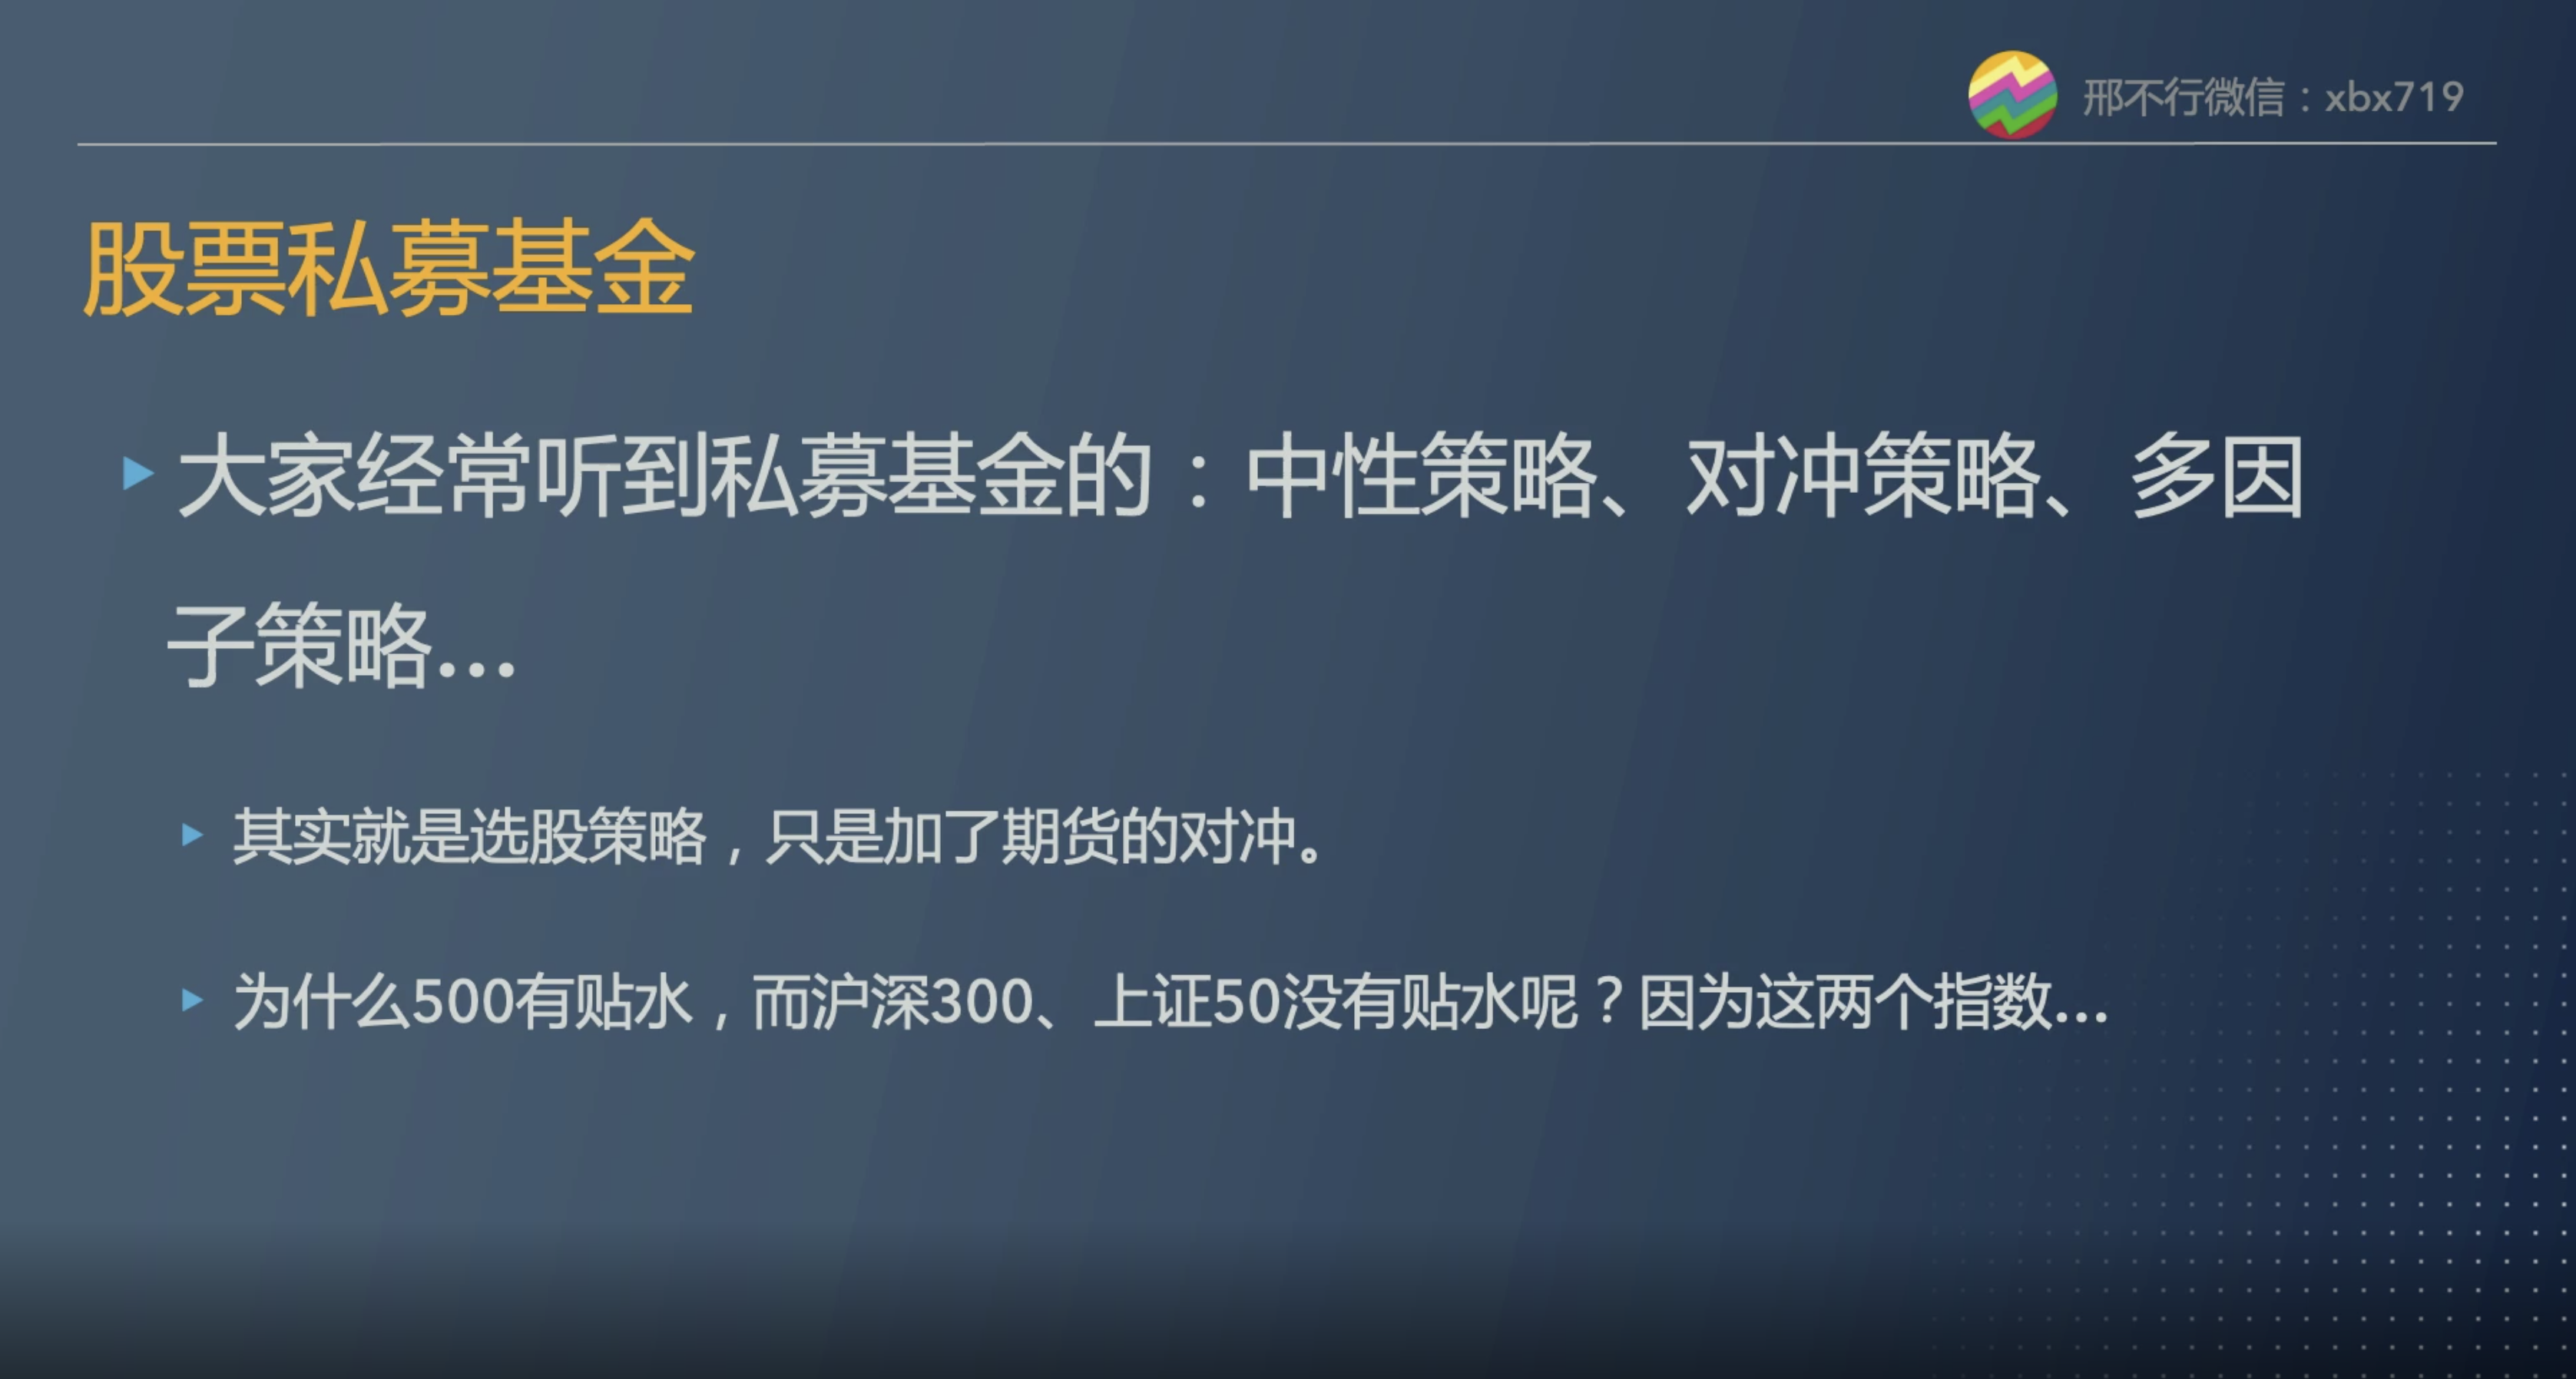 邢不行微信：xbx719
股票私募基金
大家经常听到私募基金的：中性策略、对冲策略、多因
子策略...
其实就是选股策略，只是加了期货的对冲。
为什么500有贴水，而沪深300、上证50没有贴水呢？因为这两个指数...